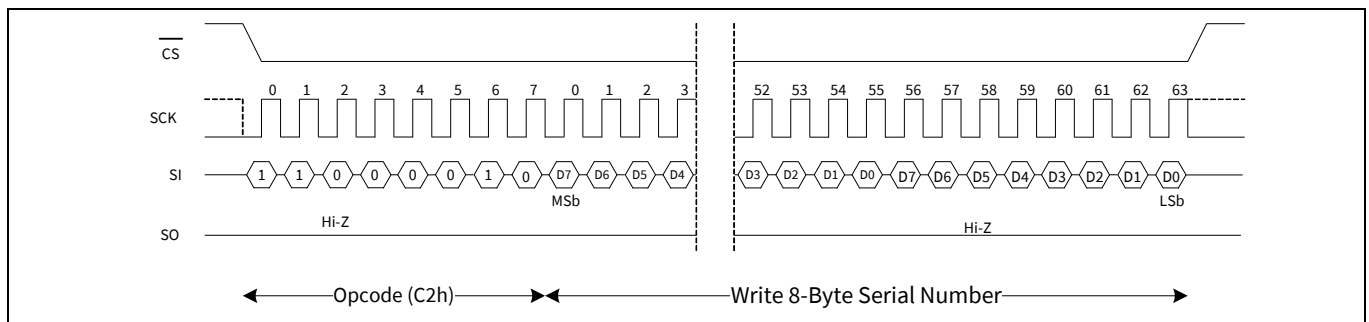 CS
0 1 2 3 4 5 6 7 0 1 2 3 52 53 54 55 56 57 58 59 60 61 62 63
SCK
SI 1 1 0 0 0 0 1 0 D7 D6 D5 D4 D3 D2 D1 D0 D7 D6 D5 D4 D3 D2 D1 D0
MSb LSb
Hi-Z Hi-Z
SO
Opcode (C2h) Write 8-Byte Serial Number